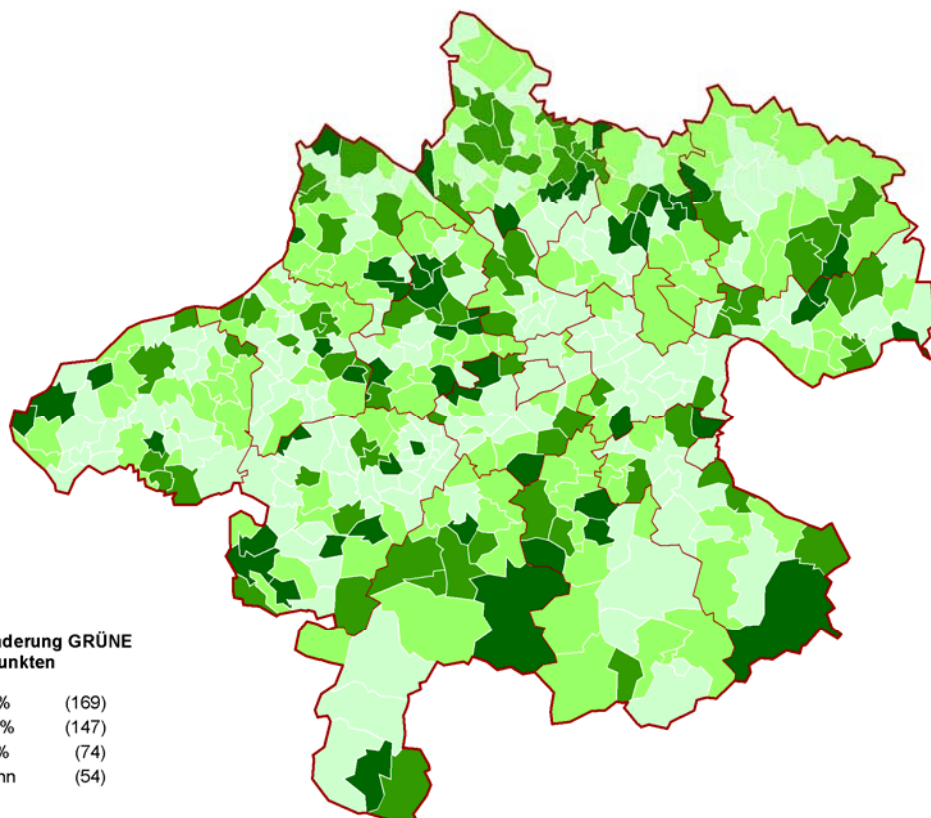 nderung GRÜNE
unkten
% (169)
% (147)
% (74)
nn (54)